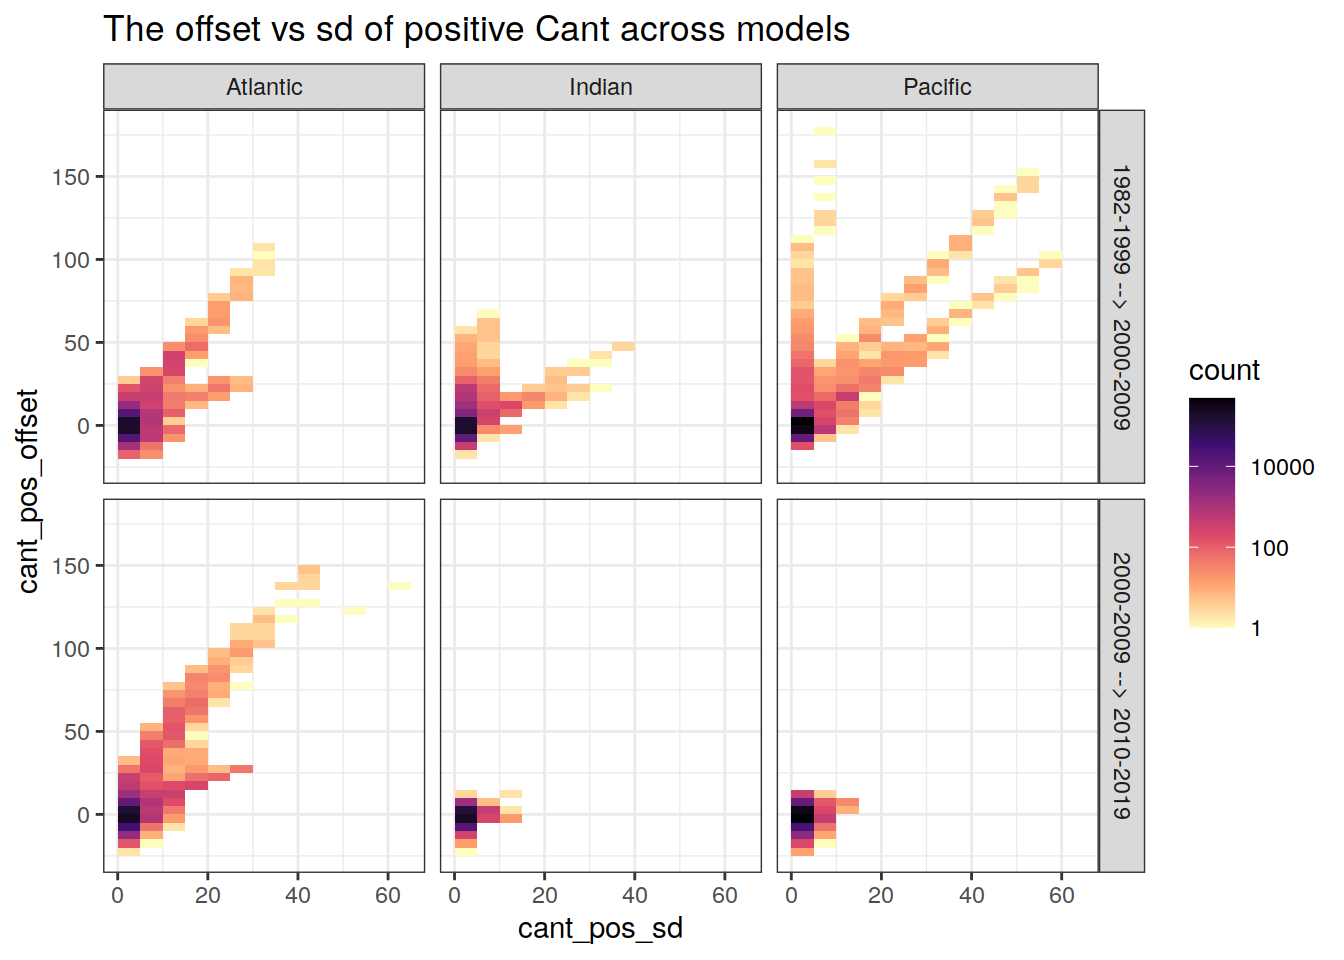 The offset vs sd of positive Cant across models
Atlantic
Indian
Pacific
150
100
50
0
1982-1999 --> 2000-2009
150
100
50
0
2000-2009 --> 2010-2019
0
20
40
60
0
20
40
60
0
20
40
60
cant_pos_sd
cant_pos_offset
count
10000
100
1